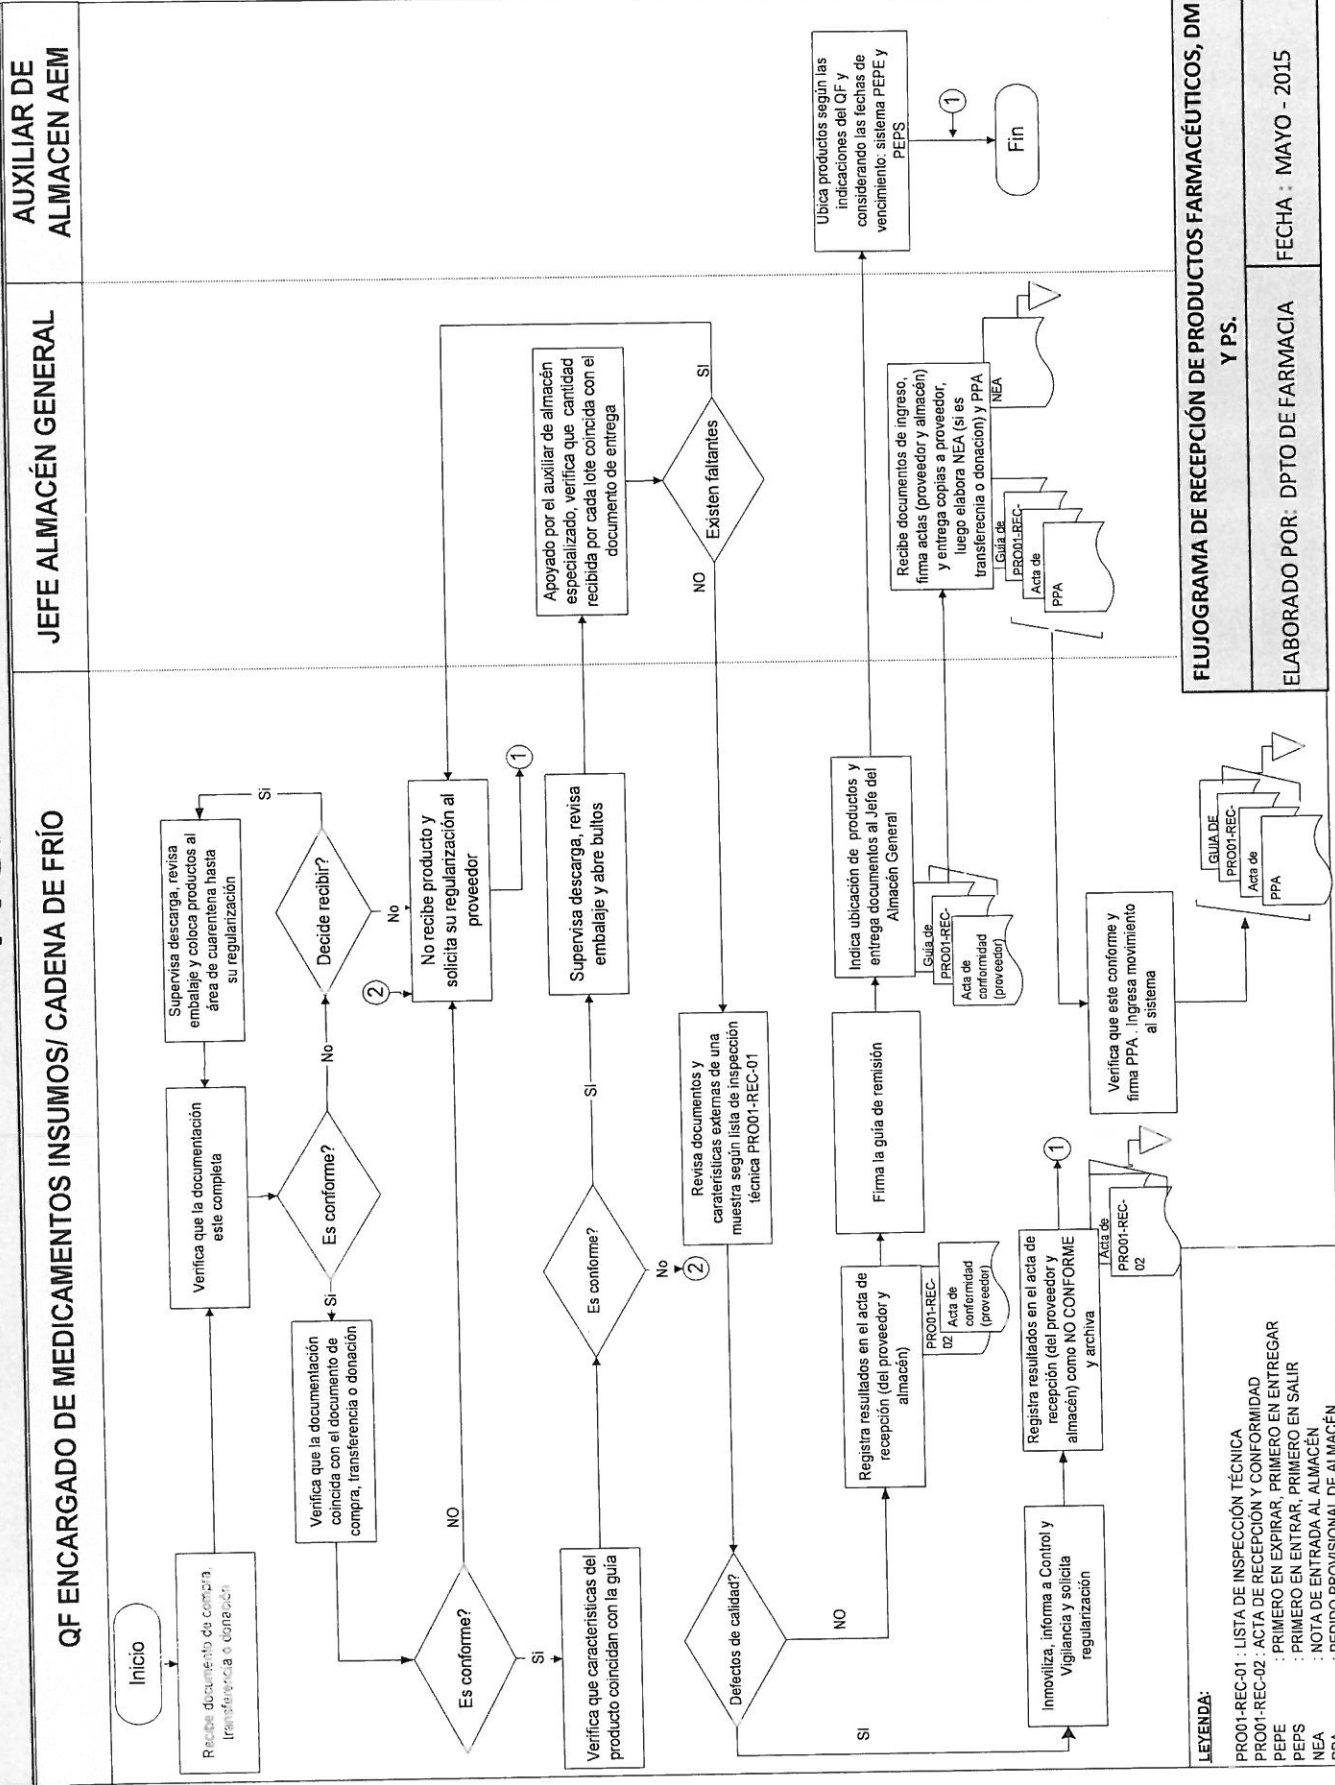 QF ENCARGADO DE MEDICAMENTOS INSUMOS/ CADENA DE FRÍO
JEFE ALMACÉN GENERAL
AUXILIAR DE
ALMACEN AEM
Inicio
Recibe documento de compra,
transferencia o donación
Verifica que la documentación
este completa
Supervisa descarga, revisa
embalaje y coloca productos al
área de cuarentena hasta
su regularización
Es conforme?
No
Decide recibir?
Si
No
Si
Verifica que la documentación
coincida con el documento de
compra, transferencia o donación
Es conforme?
NO
2
No recibe producto y
solicita su regularización al
proveedor
1
Si
Verifica que características del
producto coincidan con la guia
Es conforme?
SI
No
2
Supervisa descarga, revisa
embalaje y abre bultos
Apoyado por el auxiliar de almacén
especializado, verifica que cantidad
recibida por cada lote coincida con el
documento de entrega
Existen faltantes
SI
NO
Revisa documentos y
caraterísticas externas de una
muestra según lista de inspección
técnica PRO01-REC-01
Defectos de calidad?
NO
SI
Registra resultados en el acta de
recepción (del proveedor y
almacén)
PRO01-REC-
02
Acta de
conformidad
(proveedor)
Firma la guía de remisión
Indica ubicación de productos y
entrega documentos al Jefe del
Almacén General
Guia de
PRO01-REC-
Acta de
conformidad
(proveedor)
Recibe documentos de ingreso,
firma actas (proveedor y almacén)
y entrega copias a proveedor,
luego elabora NEA (si es
transferecnia o donacion) y PPA
NEA
Guia de
PRO01-REC-
Acta de
PPA
Ubica productos según las
indicaciones del QF y
considerando las fechas de
vencimiento: sistema PEPE y
PEPS
1
Fin
Inmoviliza, informa a Control y
Vigilancia y solicita
regularización
Registra resultados en el acta de
recepción (del proveedor y
almacén) como NO CONFORME
y archiva
1
Acta de
PRO01-REC-
02
Verifica que este conforme y
firma PPA . Ingresa movimiento
al sistema
GUIA DE
PRO01-REC-
Acta de
PPA
LEYENDA:
PRO01-REC-01 : LISTA DE INSPECCIÓN TÉCNICA
PRO01-REC-02 : ACTA DE RECEPCIÓN Y CONFORMIDAD
PEPE : PRIMERO EN EXPIRAR, PRIMERO EN ENTREGAR
PEPS : PRIMERO EN ENTRAR, PRIMERO EN SALIR
NEA : NOTA DE ENTRADA AL ALMACÉN
PPA : PEDIDO PROVISIONAL DE ALMACÉN
FLUJOGRAMA DE RECEPCIÓN DE PRODUCTOS FARMACÉUTICOS, DM
Y PS.
ELABORADO POR: DPTO DE FARMACIA
FECHA : MAYO - 2015